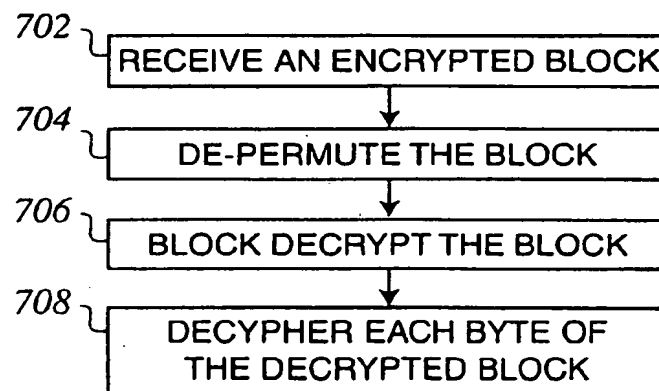 702
RECEIVE AN ENCRYPTED BLOCK
704
DE-PERMUTE THE BLOCK
706
BLOCK DECRYPT THE BLOCK
708
DECYPHER EACH BYTE OF
THE DECRYPTED BLOCK